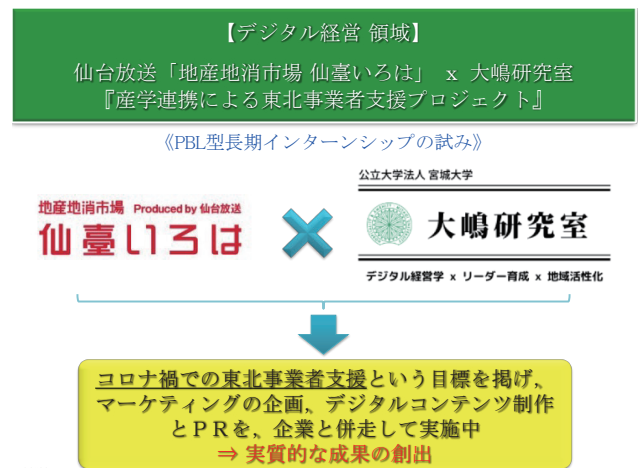 【デジタル経営 領域】
仙台放送「地産地消市場 仙臺いろは」 x 大嶋研究室
『産学連携による東北事業者支援プロジェクト』
《PBL型長期インターンシップの試み》
地産地消市場 Produced by 仙台放送
仙臺いろは
公立大学法人 宮城大学
大嶋研究室
デジタル経営学 x リーダー育成 x 地域活性化
コロナ禍での東北事業者支援という目標を掲げ,
マーケティングの企画, デジタルコンテンツ制作
とＰＲを, 企業と併走して実施中
⇒ 実質的な成果の創出